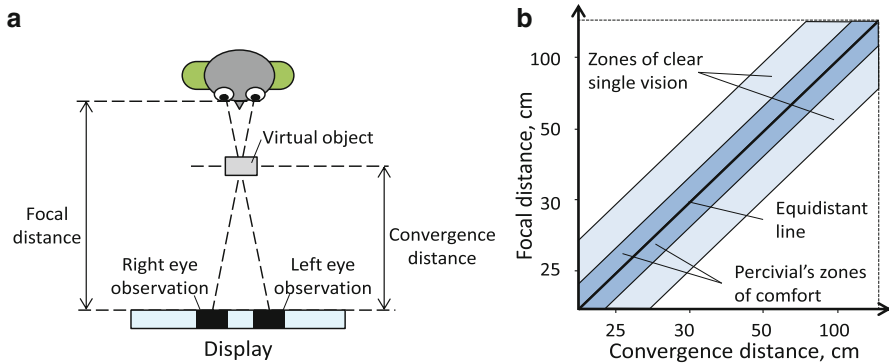 a
Virtual object
Focal
distance
Convergence
distance
Right eye
observation
Left eye
observation
Display
b
Focal distance, cm
100
50
30
25
Zones of clear
single vision
Equidistant
line
Percivial's zones
of comfort
25
30
50
100
Convergence distance, cm